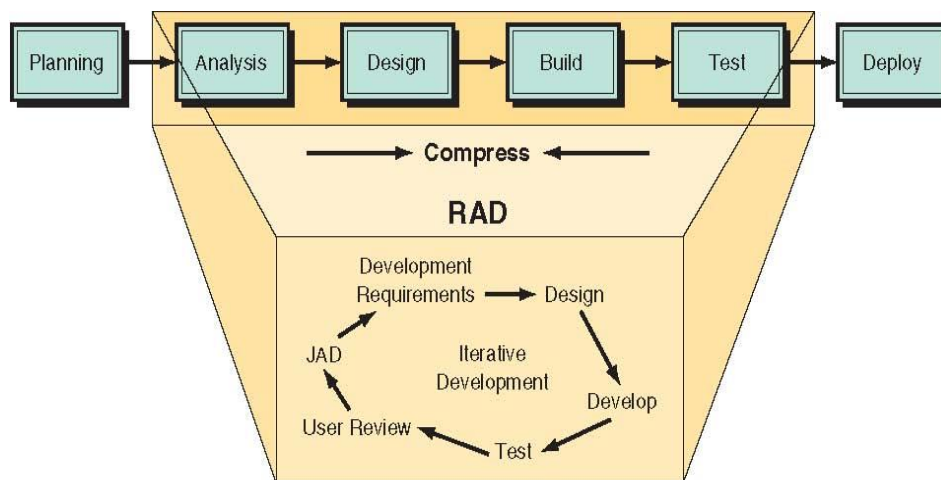 Planning
Analysis
Design
Build
Test
Deploy
Compress
RAD
Development
Requirements
Design
JAD
Iterative
Development
Develop
User Review
Test